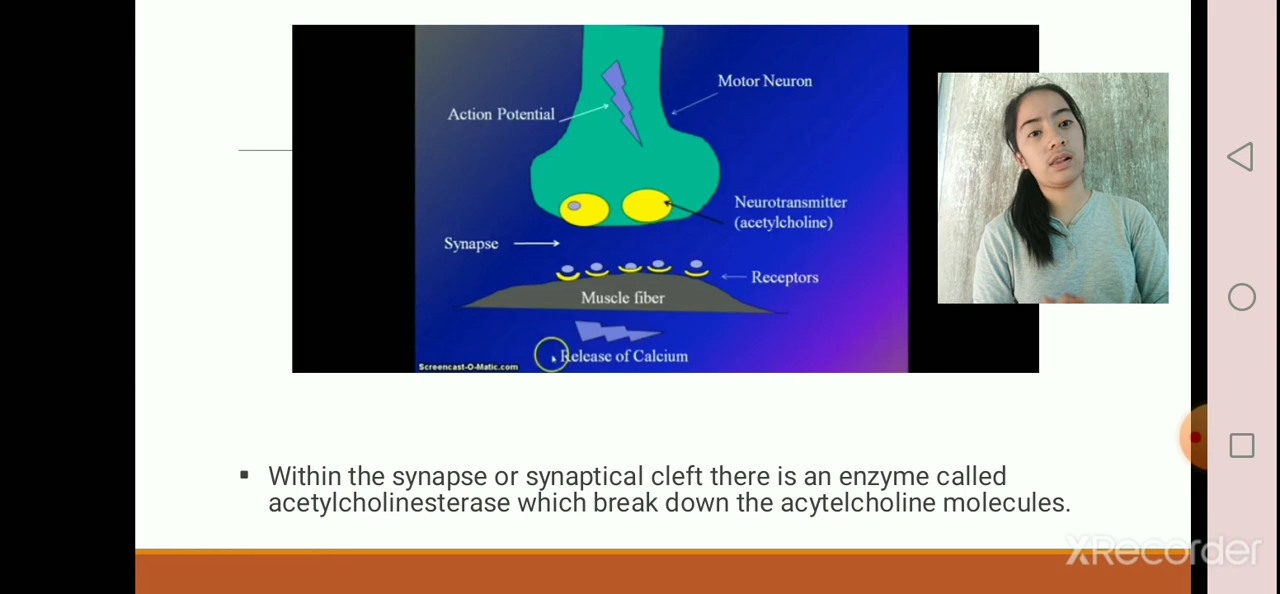 Motor Neuron
Action Potential
Neurotransmitter
(acetylcholine)
Synapse
Receptors
Muscle fiber
Release of Calcium
Screencast-O-Matic.com
▪ Within the synapse or synaptical cleft there is an enzyme called
acetylcholinesterase which break down the acytelcholine molecules.
XRecorder